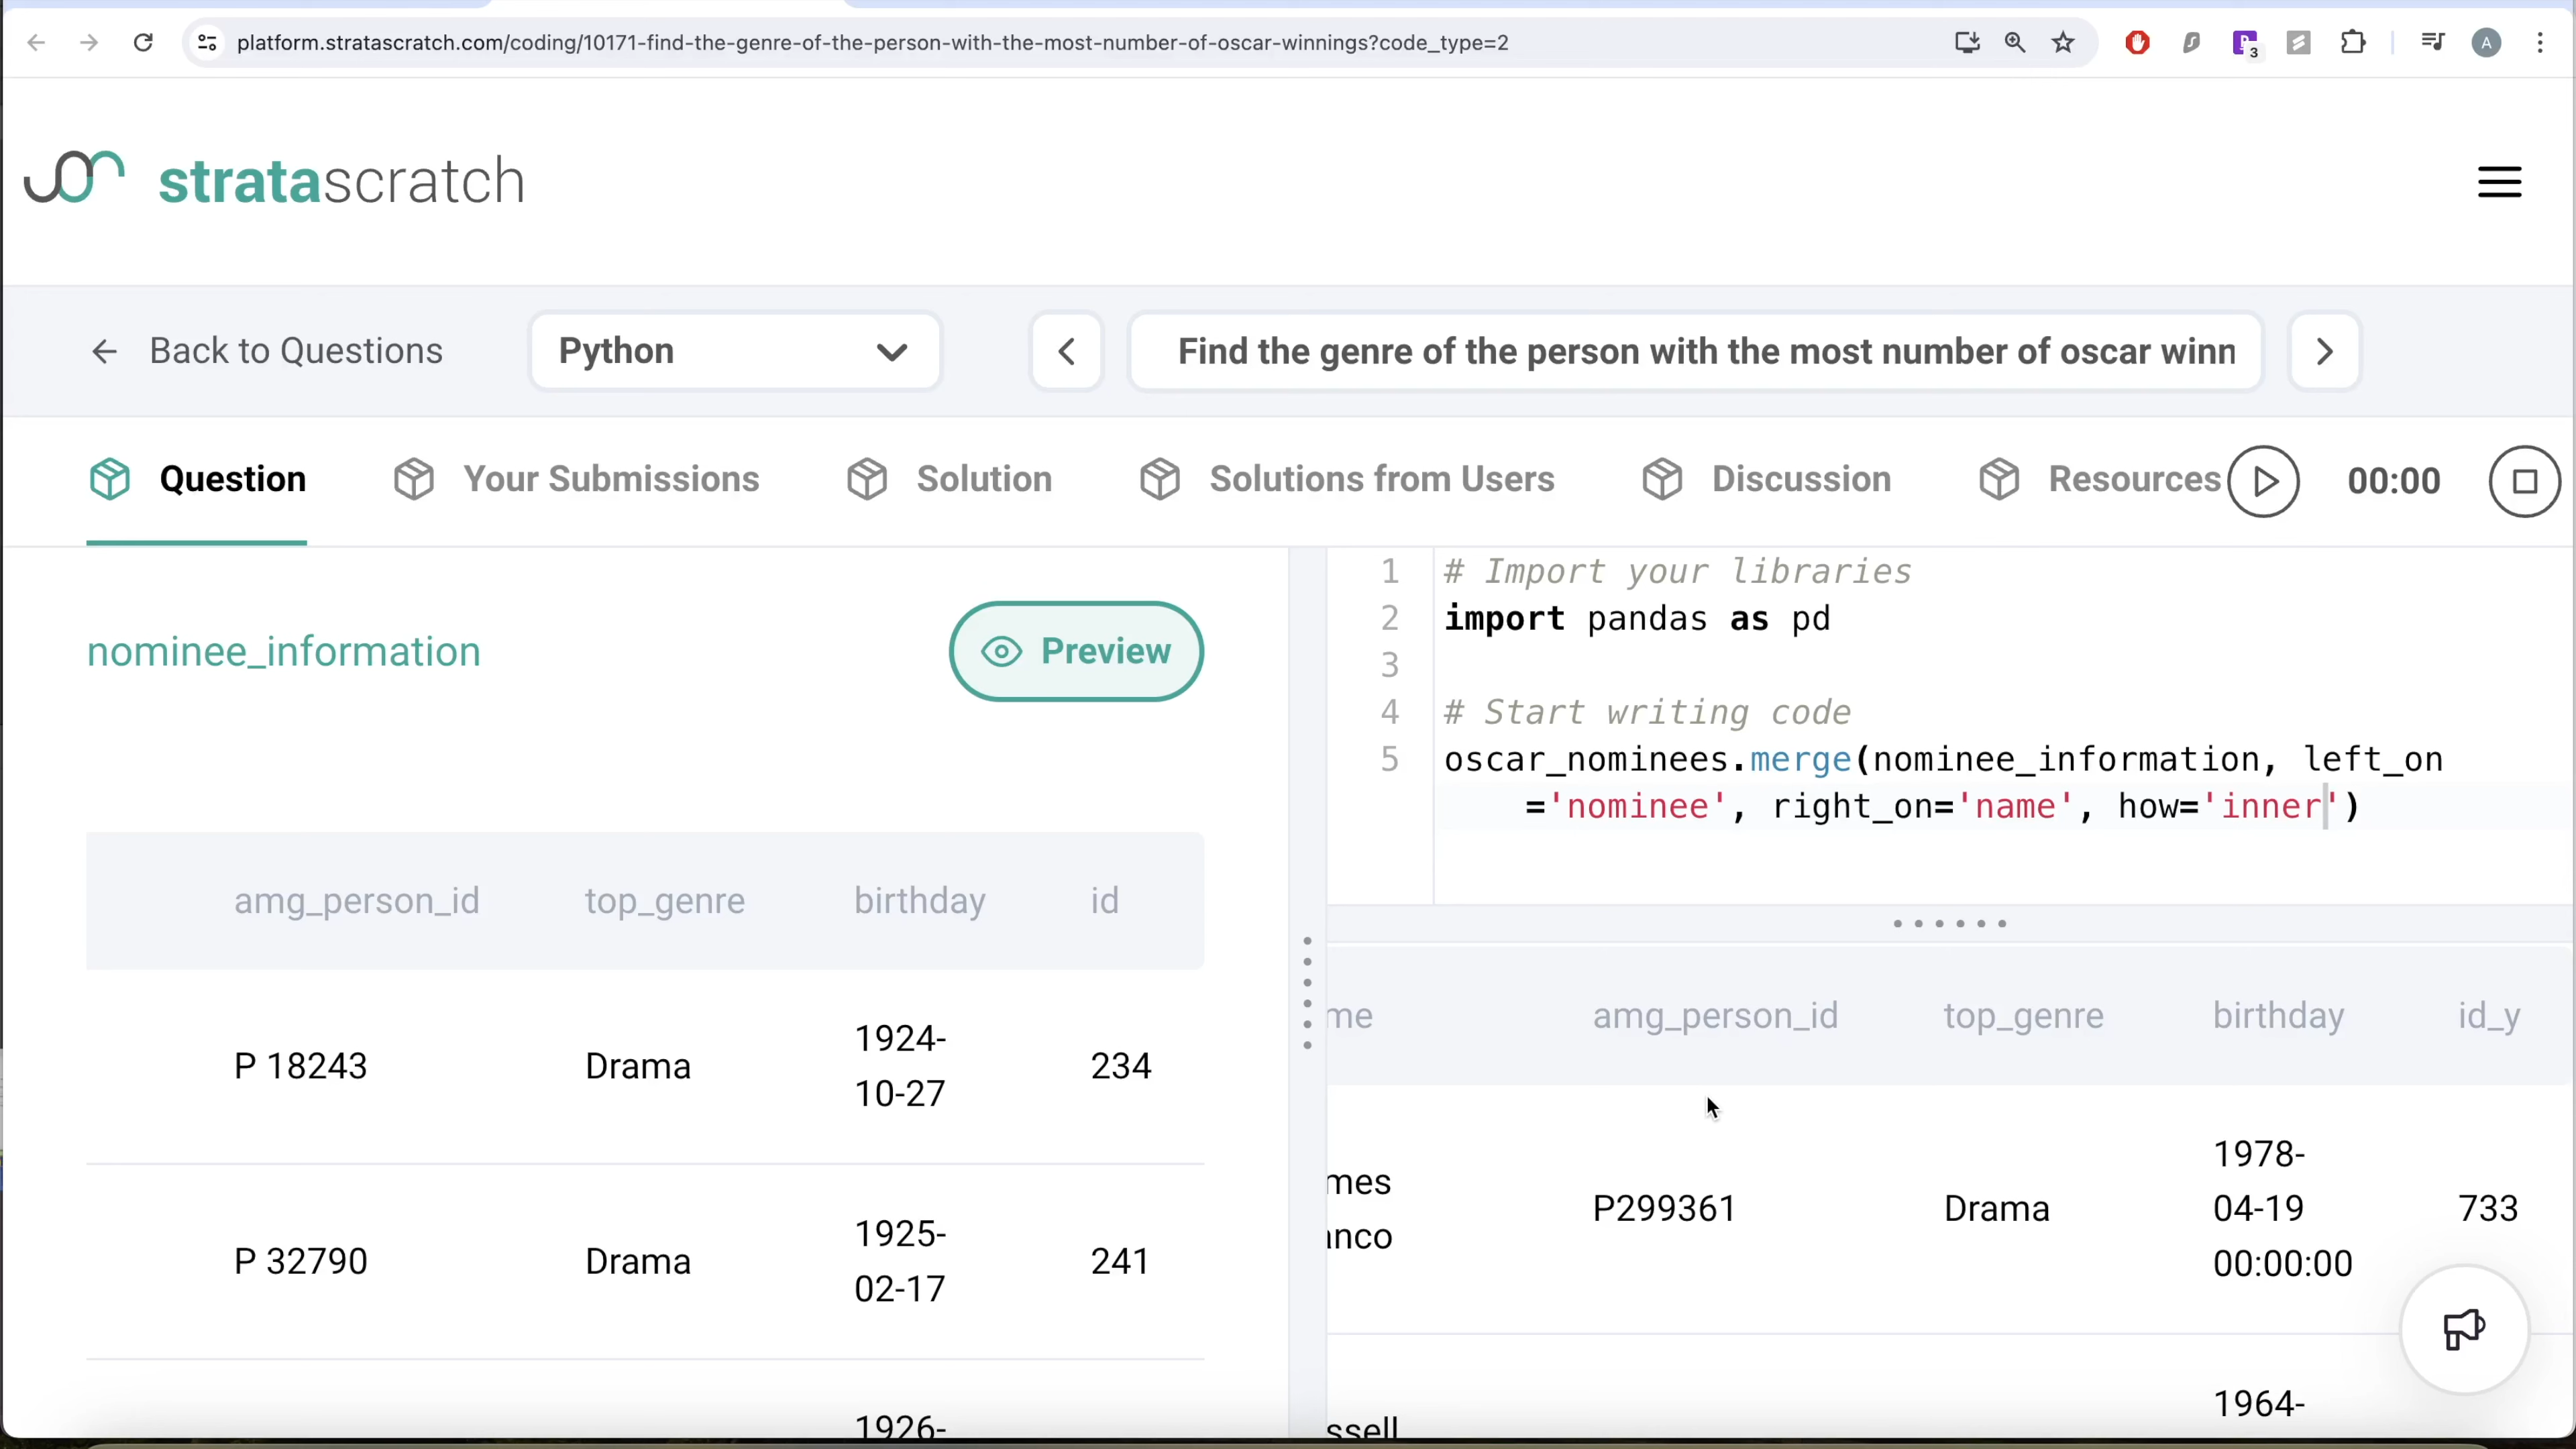 platform.stratascratch.com/coding/10171-find-the-genre-of-the-person-with-the-most-number-of-oscar-winnings?code_type=2
3
A
stratascratch
Back to Questions
Python
Find the genre of the person with the most number of oscar winn
Question
Your Submissions
Solution
Solutions from Users
Discussion
Resources
00:00
nominee_information
Preview
amg_person_id top_genre birthday id
P 18243 Drama 1924-
10-27 234
P 32790 Drama 1925-
02-17 241
1926-
1 # Import your libraries
2 import pandas as pd
3
4 # Start writing code
5 oscar_nominees.merge(nominee_information, left_on
='nominee', right_on='name', how='inner')
me amg_person_id top_genre birthday id_y
mes
anco P299361 Drama 1978-
04-19
00:00:00 733
ssell 1964-